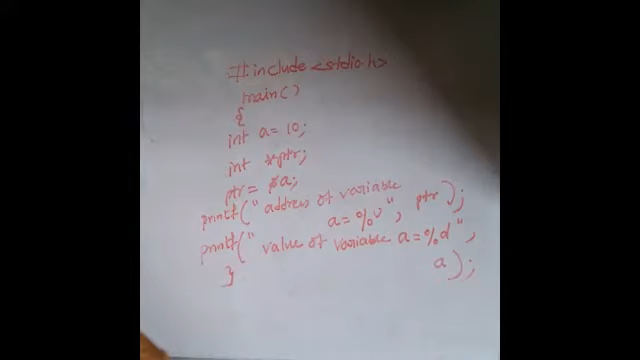 #include <stdio.h>
main()
{
int a= 10;
int *ptr;
ptr= &a;
printf(" address of variable
a= %u", ptr);
printf(" value of variable a=%d",
a);
}